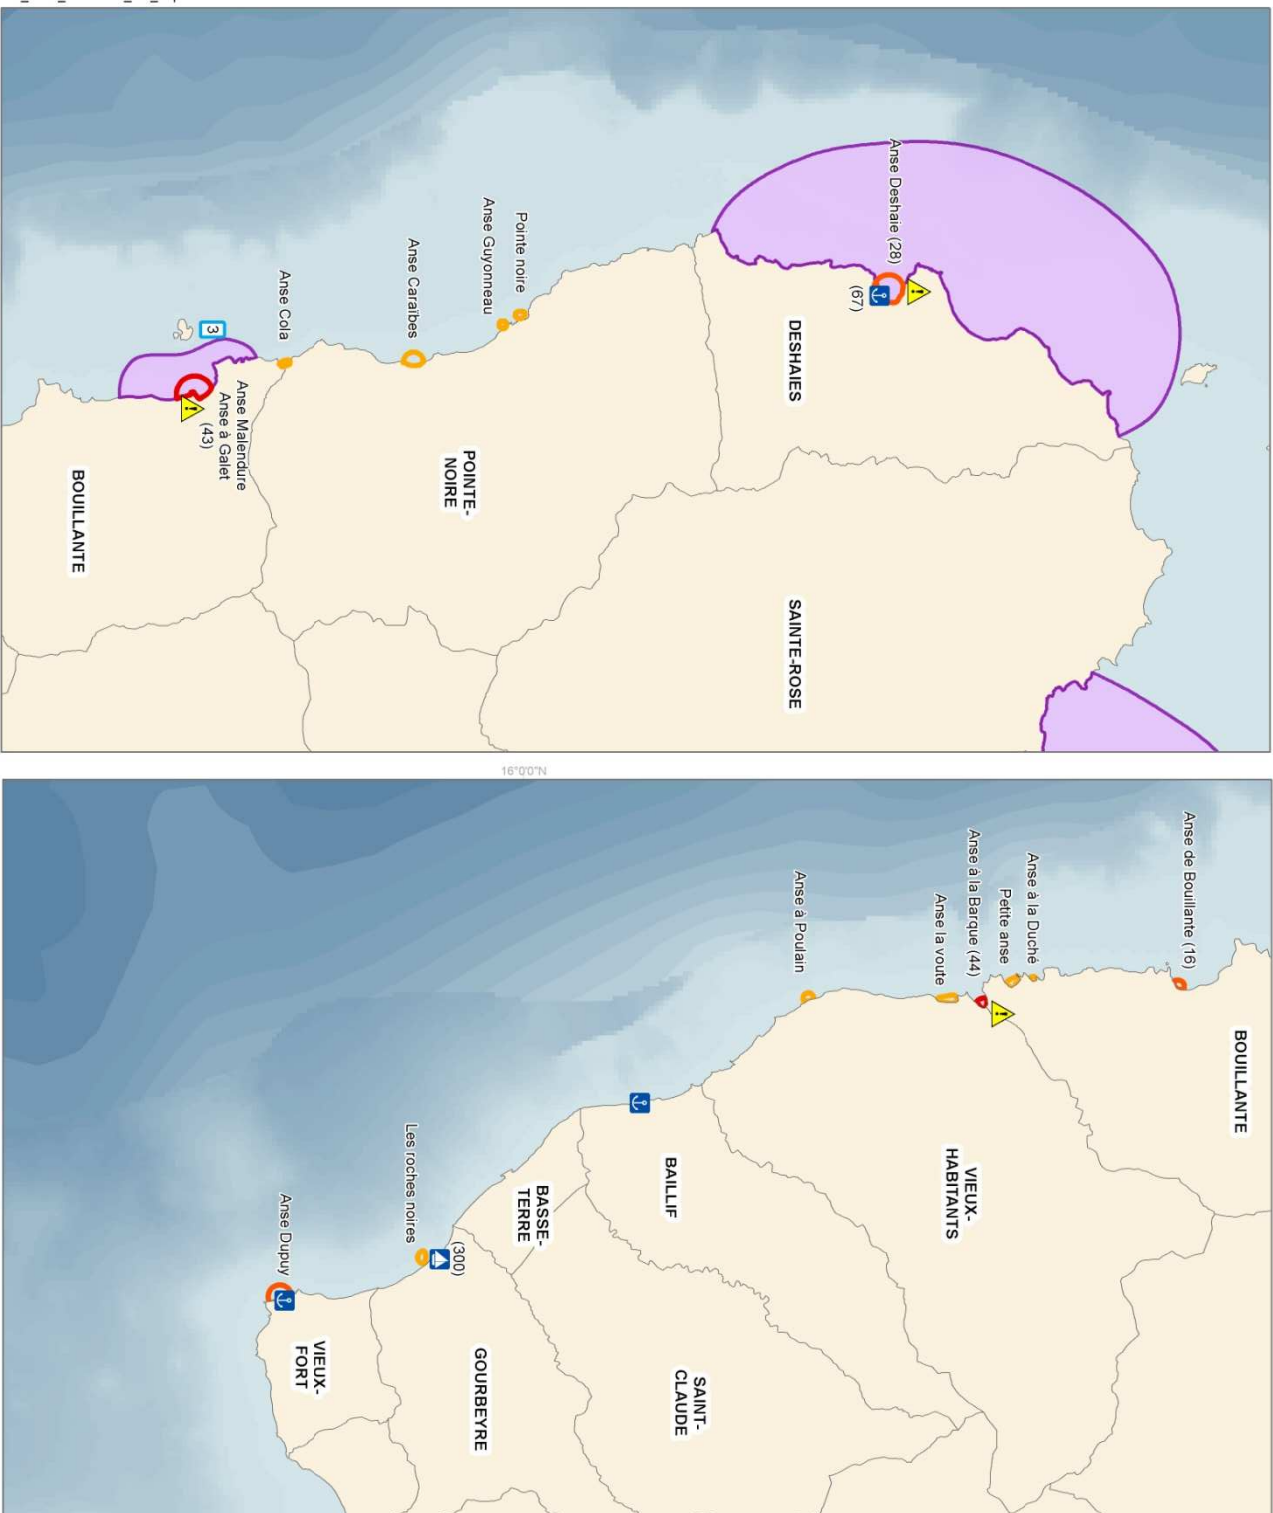 Anse Deshaie (28)
(67)
DESHAIES
Pointe noire
Anse Guyonneau
Anse Caraïbes
Anse Cola
3
Anse Malendure
Anse à Galet
(43)
POINTE-
NOIRE
BOUILLANTE
SAINTE-ROSE
16°0'0"N
Anse de Bouillante (16)
Anse à la Duché
Petite anse
Anse à la Barque (44)
Anse la voute
Anse à Poulain
BOUILLANTE
VIEUX-
HABITANTS
BAILLIF
BASSE-
TERRE
Les roches noires
(300)
Anse Dupuy
VIEUX-
FORT
GOURBEYRE
SAINT-
CLAUDE